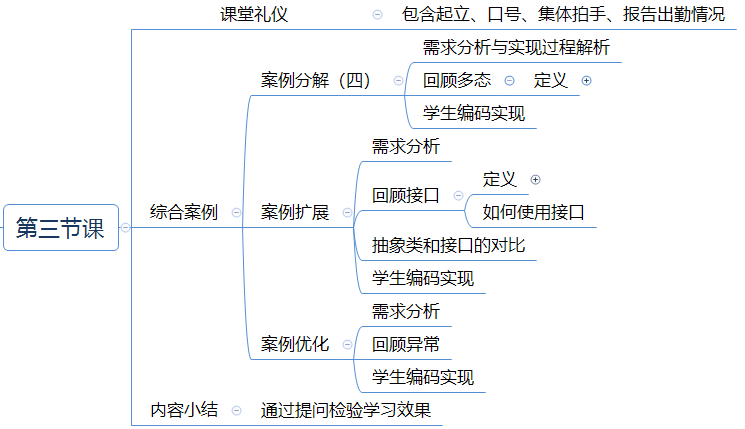 第三节课
课堂礼仪
包含起立、口号、集体拍手、报告出勤情况
综合案例
案例分解（四）
需求分析与实现过程解析
回顾多态
定义
学生编码实现
案例扩展
需求分析
回顾接口
定义
如何使用接口
抽象类和接口的对比
学生编码实现
案例优化
需求分析
回顾异常
学生编码实现
内容小结
通过提问检验学习效果